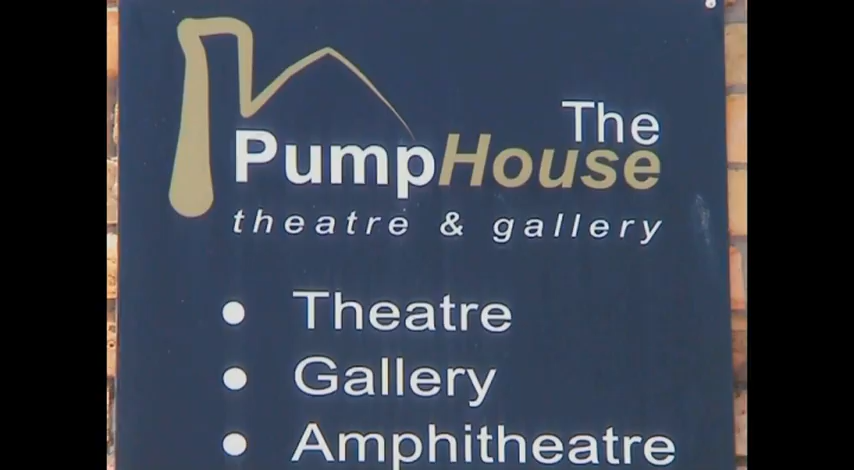 The
PumpHouse
theatre & gallery
• Theatre
• Gallery
• Amphitheatre